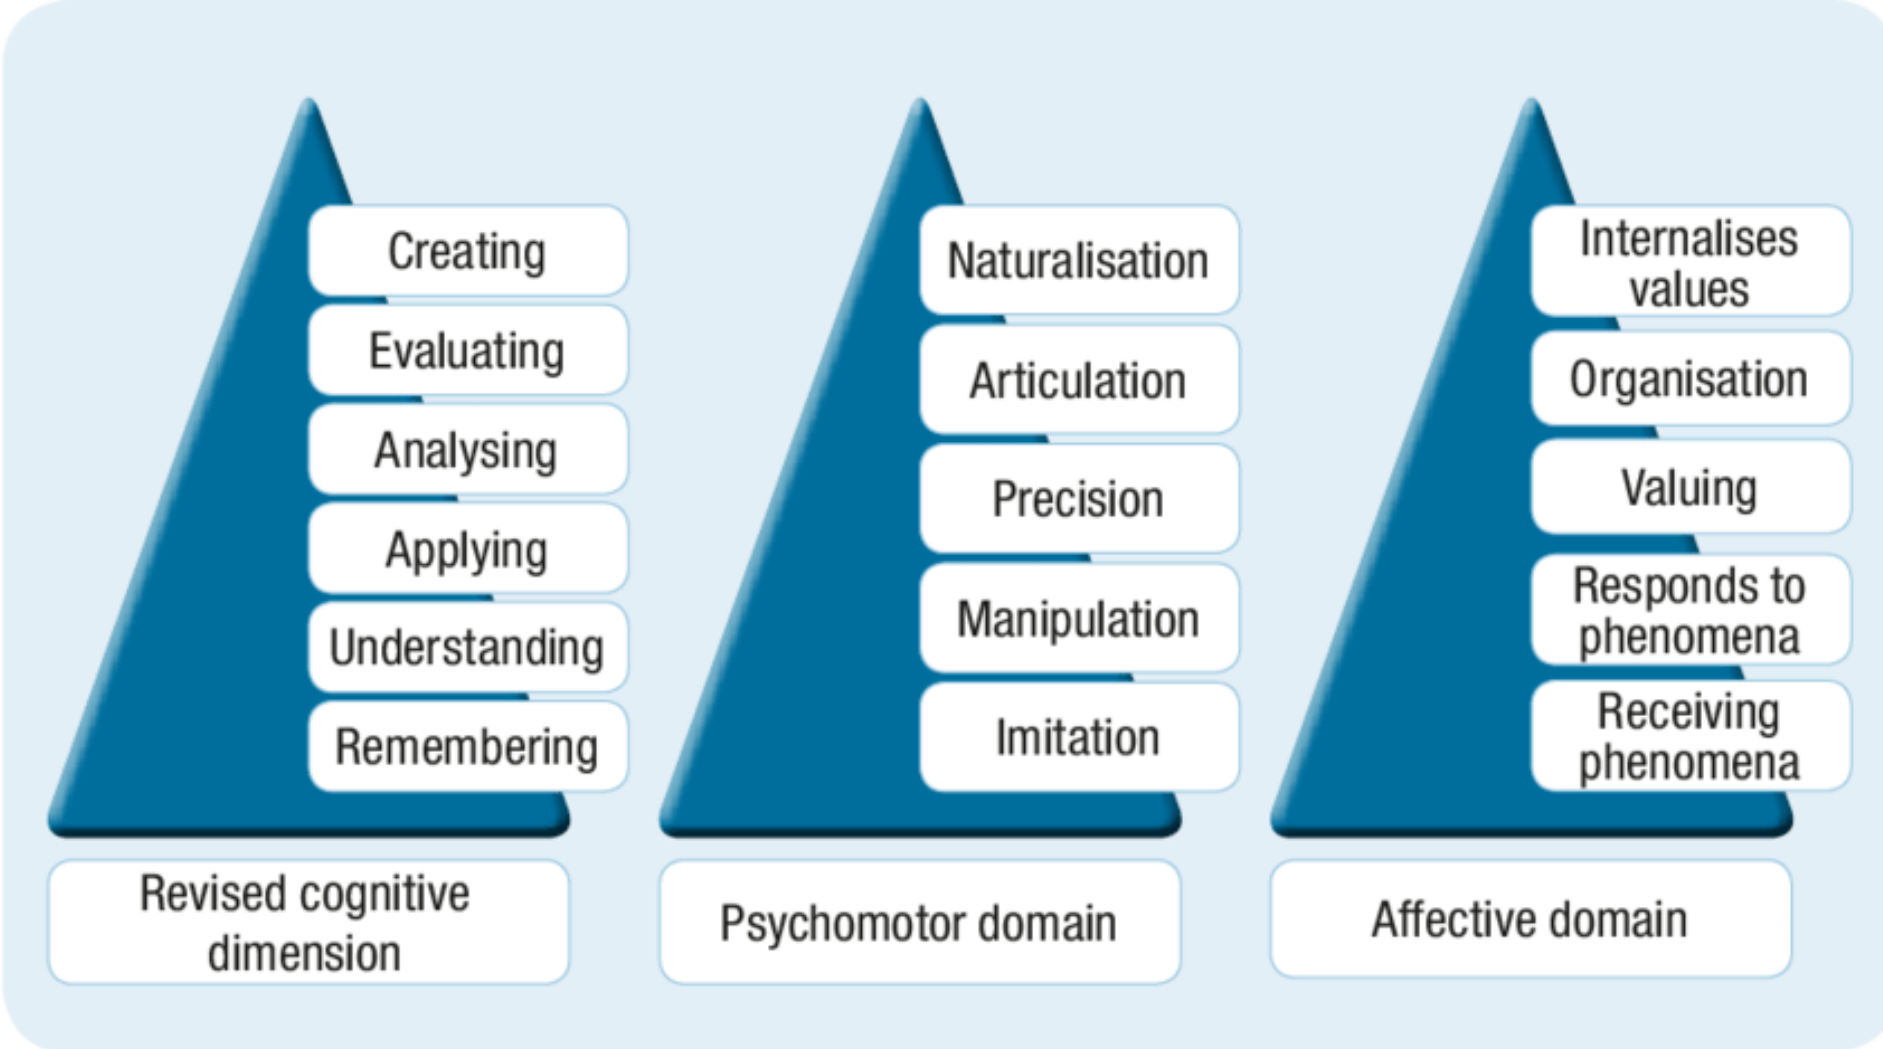 Creating
Evaluating
Analysing
Applying
Understanding
Remembering
Revised cognitive
dimension
Naturalisation
Articulation
Precision
Manipulation
Imitation
Psychomotor domain
Internalises
values
Organisation
Valuing
Responds to
phenomena
Receiving
phenomena
Affective domain